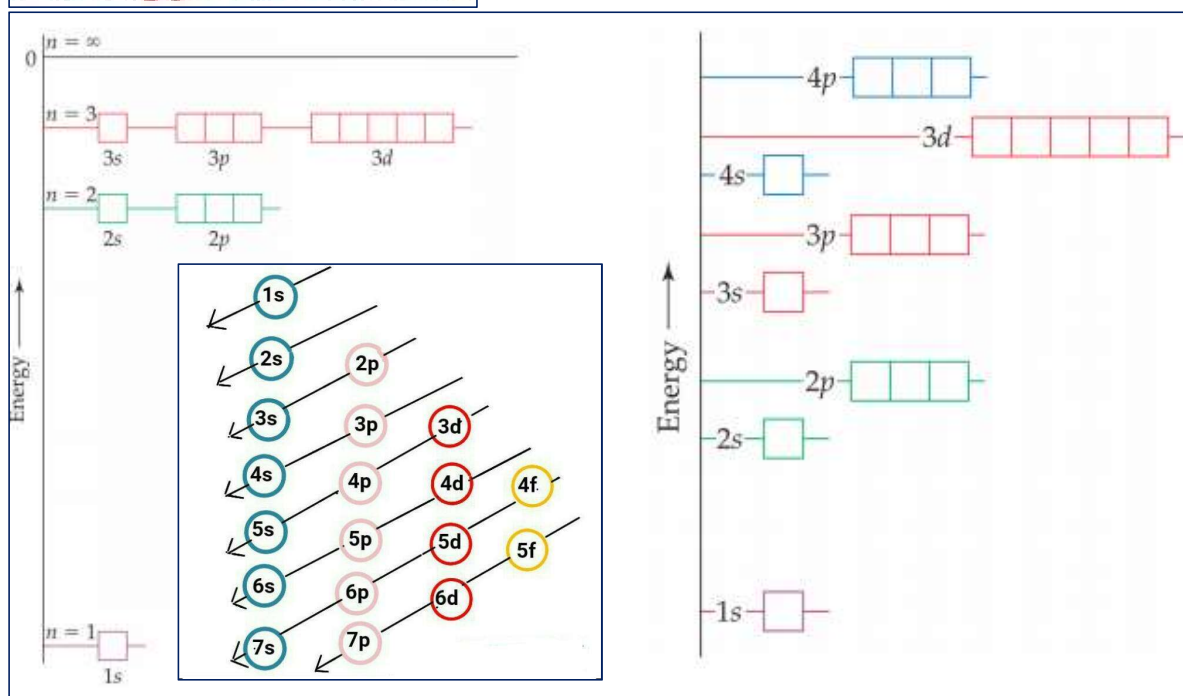 n = ∞
0
n = 3
3s 3p 3d
n = 2
2s 2p
Energy
n = 1
1s
1s
2s 2p
3s 3p 3d
4s 4p 4d 4f
5s 5p 5d 5f
6s 6p 6d
7s 7p
4p
3d
4s
3p
3s
Energy
2p
2s
1s